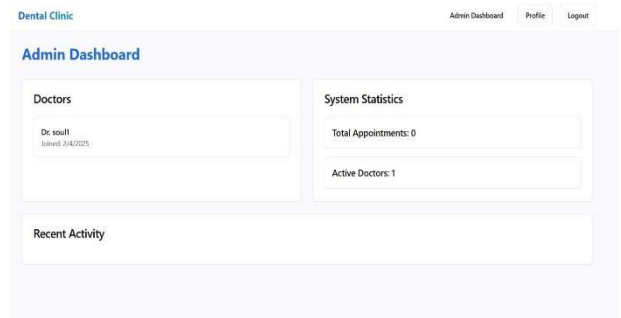 Dental Clinic
Admin Dashboard
Profile
Logout
Admin Dashboard
Doctors
Dr. soul1
Joined: 2/4/2025
System Statistics
Total Appointments: 0
Active Doctors: 1
Recent Activity